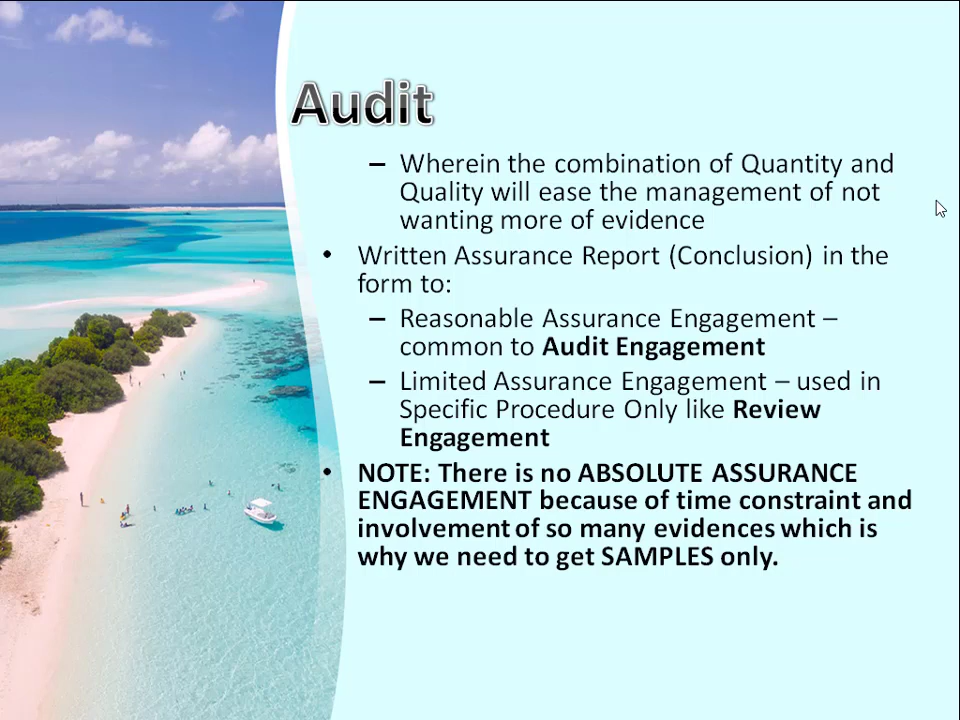 Audit
– Wherein the combination of Quantity and
Quality will ease the management of not
wanting more of evidence
• Written Assurance Report (Conclusion) in the
form to:
– Reasonable Assurance Engagement –
common to Audit Engagement
– Limited Assurance Engagement – used in
Specific Procedure Only like Review
Engagement
• NOTE: There is no ABSOLUTE ASSURANCE
ENGAGEMENT because of time constraint and
involvement of so many evidences which is
why we need to get SAMPLES only.